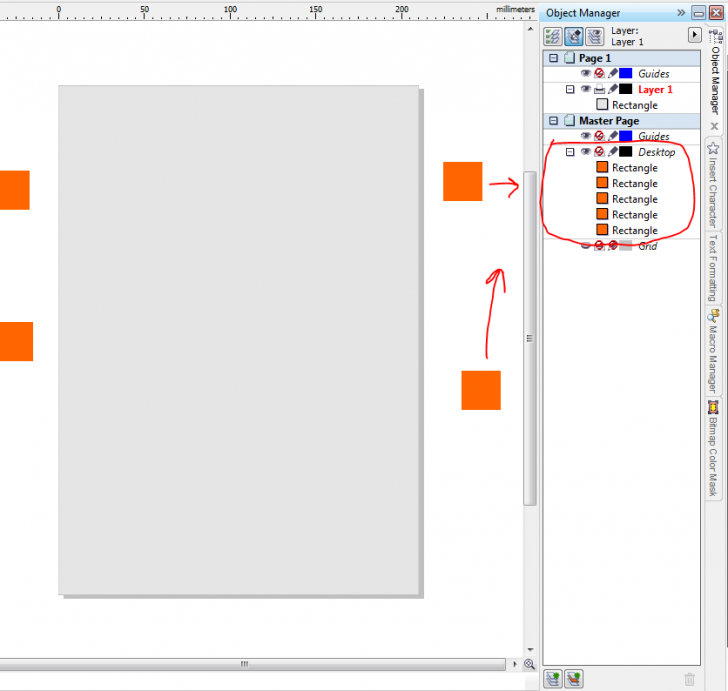 0 50 100 150 200 millimeters
Object Manager
Layer:
Layer 1
Page 1
Guides
Layer 1
Rectangle
Master Page
Guides
Desktop
Rectangle
Rectangle
Rectangle
Rectangle
Rectangle
Grid
Object Manager
Insert Character
Text Formatting
Macro Manager
Bitmap Color Mask